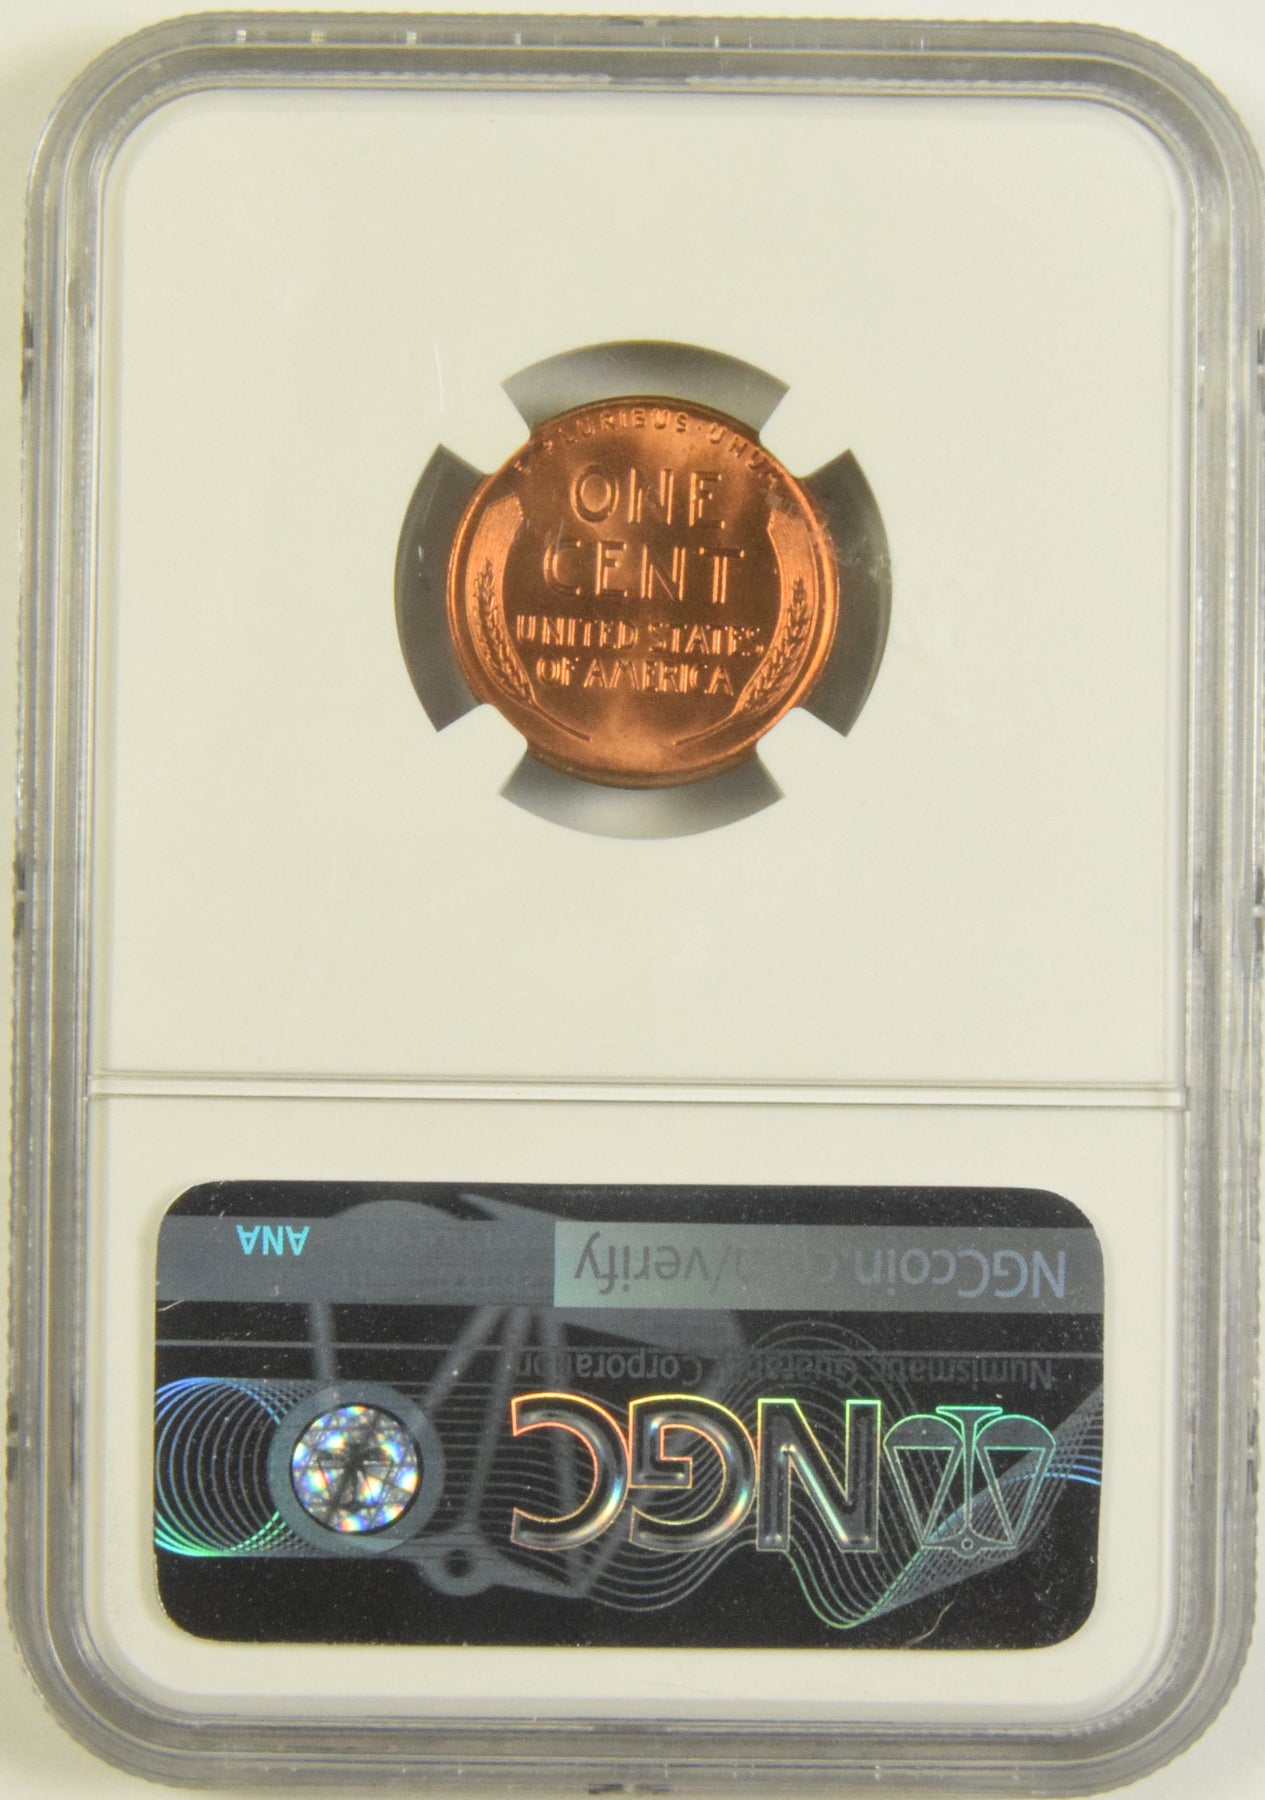 E·PLURIBUS·UNUM
ONE
CENT
UNITED STATES
OF AMERICA
NGC
Numismatic Guaranty Corporation
NGCcoin.com/verify
ANA